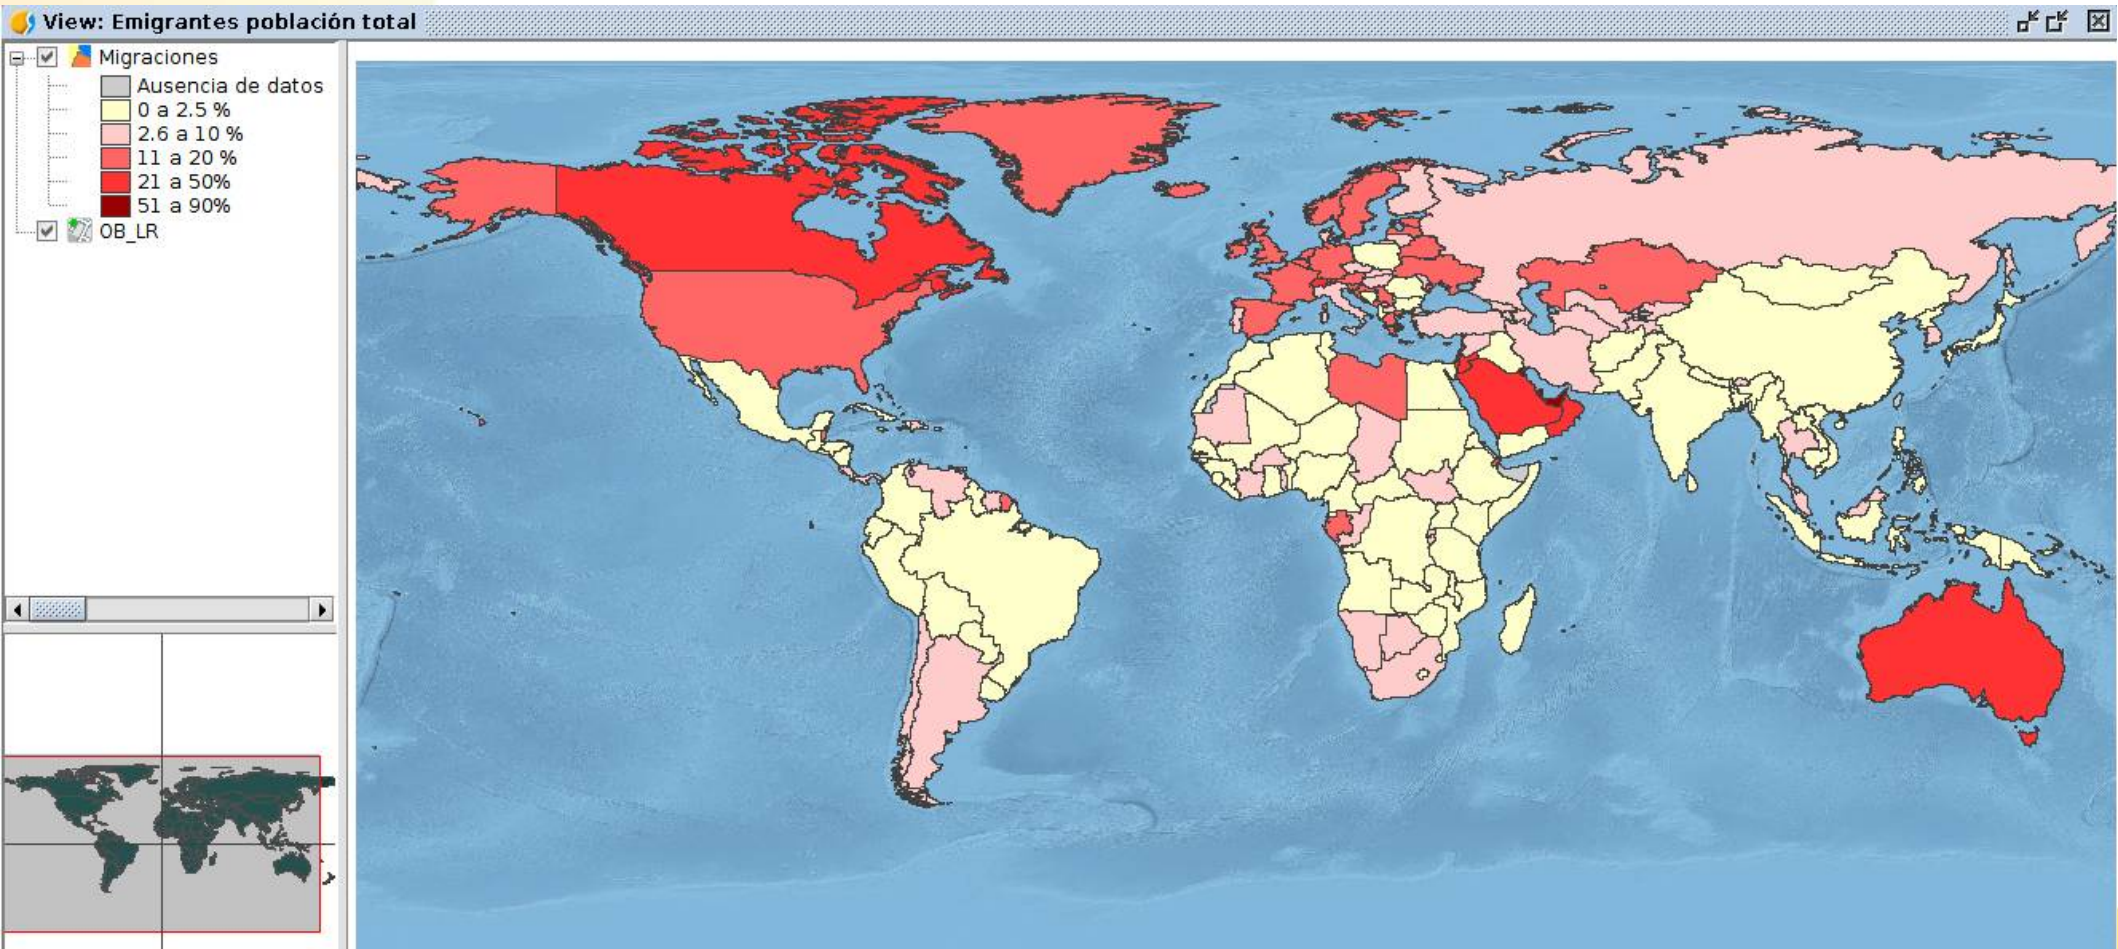 View: Emigrantes población total
Migraciones
Ausencia de datos
0 a 2.5 %
2.6 a 10 %
11 a 20 %
21 a 50%
51 a 90%
OB_LR